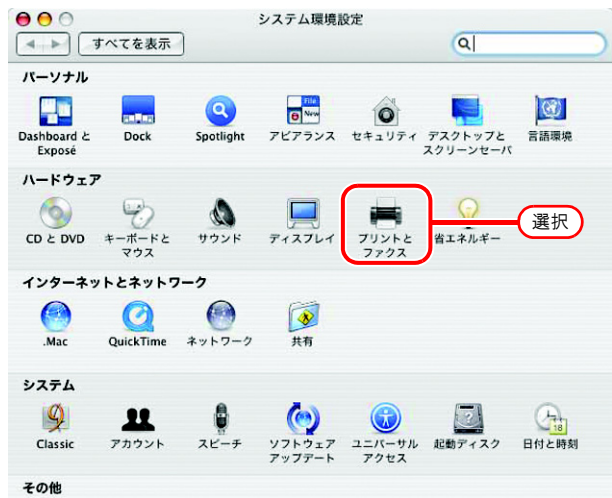 システム環境設定
すべてを表示
パーソナル
Dashboard と
Exposé
Dock
Spotlight
File
New
アピアランス
セキュリティ
デスクトップと
スクリーンセーバ
言語環境
ハードウェア
CD と DVD
キーボードと
マウス
サウンド
ディスプレイ
プリントと
ファクス
省エネルギー
選択
インターネットとネットワーク
.Mac
QuickTime
ネットワーク
共有
システム
Classic
アカウント
スピーチ
ソフトウェア
アップデート
ユニバーサル
アクセス
起動ディスク
18
日付と時刻
その他